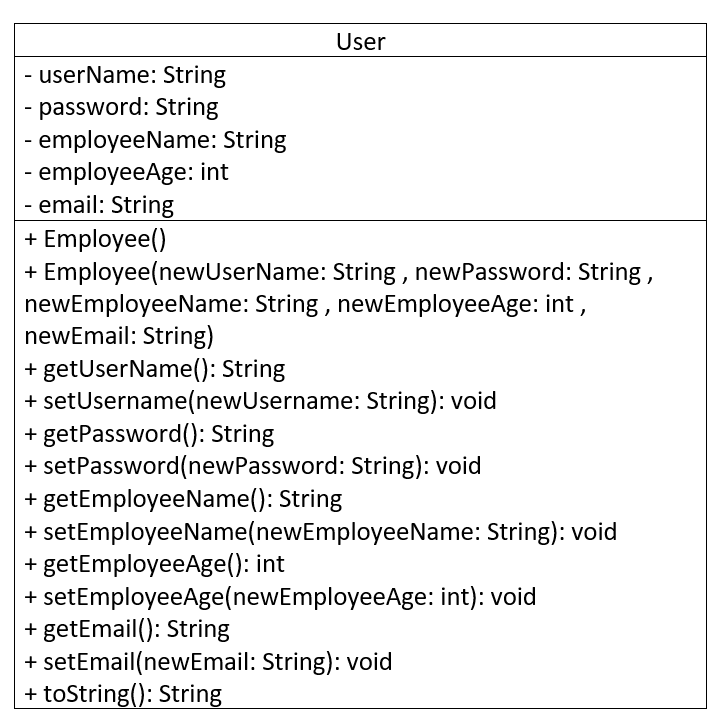 User
- userName: String
- password: String
- employeeName: String
- employeeAge: int
- email: String
+ Employee()
+ Employee(newUserName: String , newPassword: String ,
newEmployeeName: String , newEmployeeAge: int ,
newEmail: String)
+ getUserName(): String
+ setUsername(newUsername: String): void
+ getPassword(): String
+ setPassword(newPassword: String): void
+ getEmployeeName(): String
+ setEmployeeName(newEmployeeName: String): void
+ getEmployeeAge(): int
+ setEmployeeAge(newEmployeeAge: int): void
+ getEmail(): String
+ setEmail(newEmail: String): void
+ toString(): String